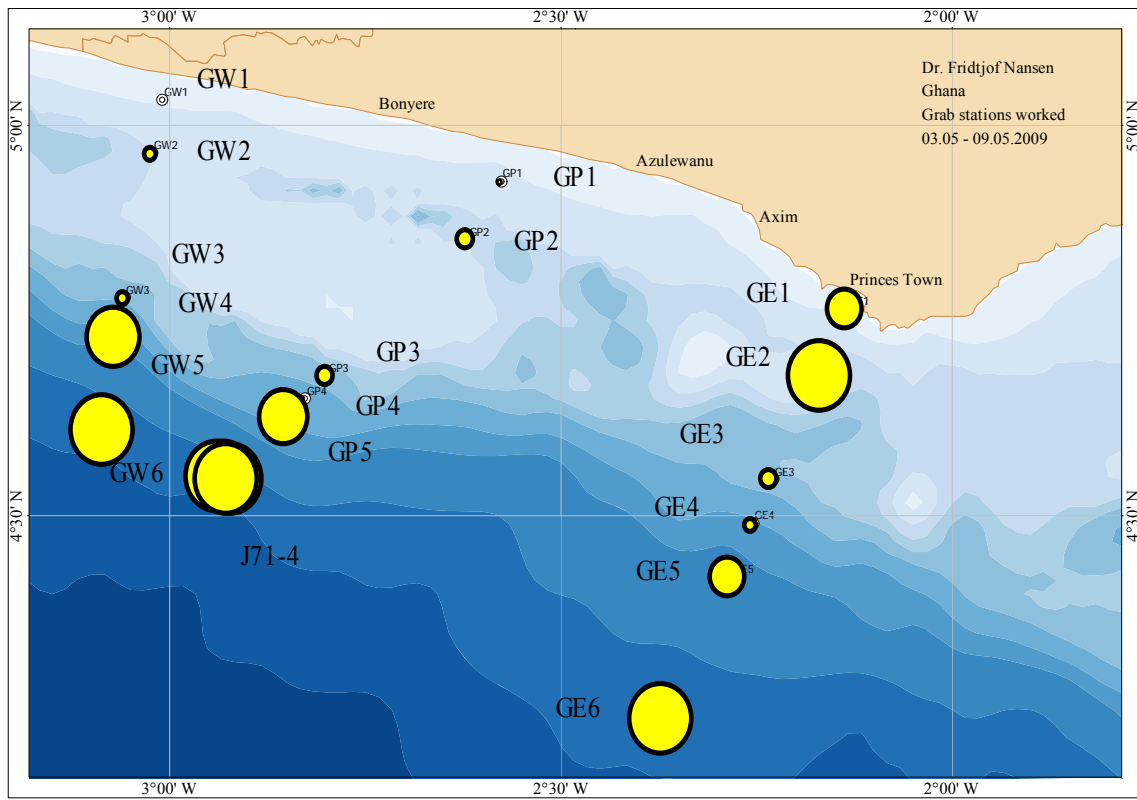 3°00' W
2°30' W
2°00' W
Dr. Fridtjof Nansen
Ghana
Grab stations worked
03.05 - 09.05.2009
GW1
GW1
Bonyere
5°00' N
5°00' N
GW2
GW2
Azulewanu
GP1
GP1
Axim
GP2
GP2
GW3
Princes Town
GW3
GW4
GE1
GW5
GP3
GP3
GE2
GP4
GP4
GE3
GP5
GW6
GE3
GE4
GE4
4°30' N
4°30' N
J71-4
GE5
E5
GE6
3°00' W
2°30' W
2°00' W